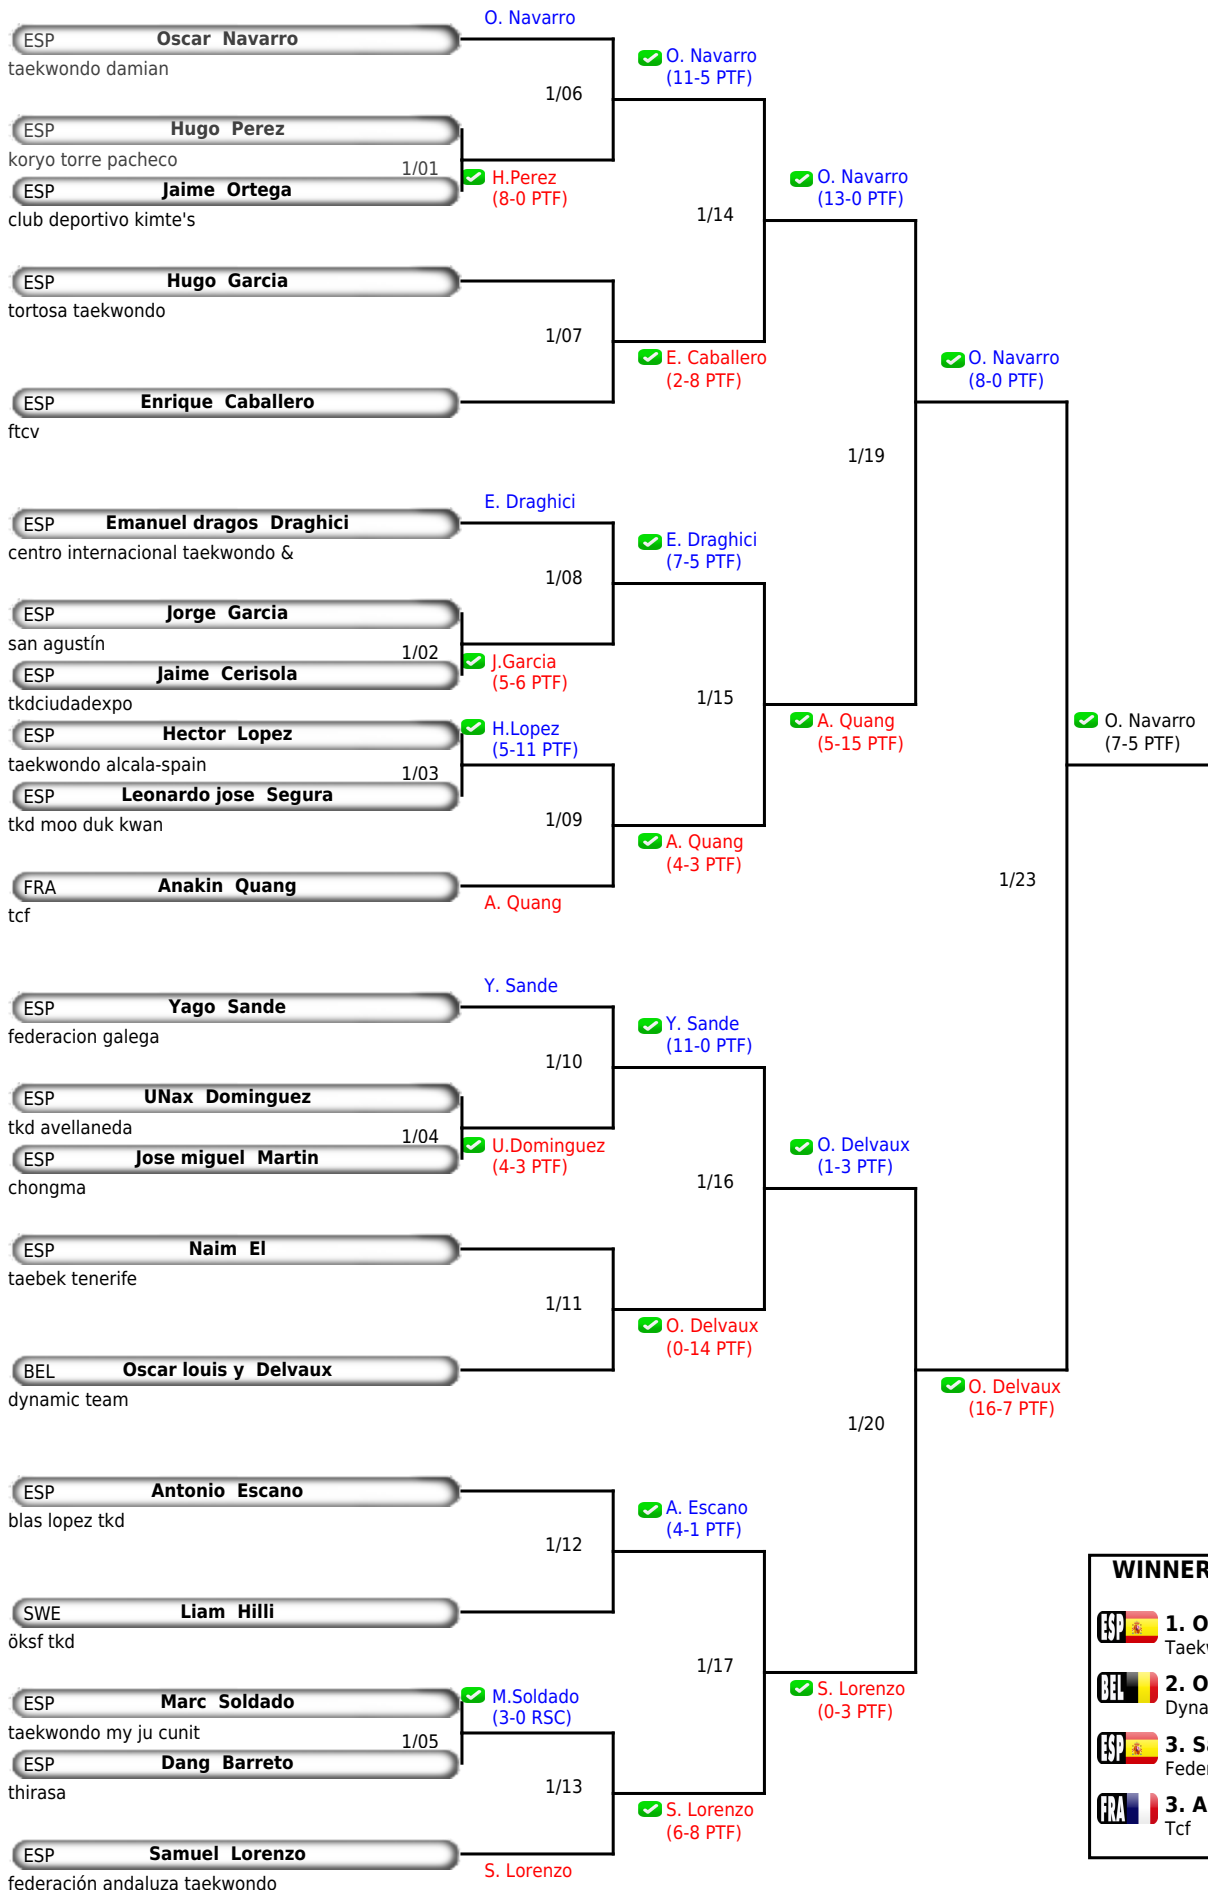 O. Navarro
ESP Oscar Navarro
taekwondo damian
O. Navarro
(11-5 PTF)
1/06
ESP Hugo Perez
koryo torre pacheco
1/01
H.Perez
(8-0 PTF)
ESP Jaime Ortega
club deportivo kimte's
O. Navarro
(13-0 PTF)
1/14
ESP Hugo Garcia
tortosa taekwondo
1/07
E. Caballero
(2-8 PTF)
O. Navarro
(8-0 PTF)
ESP Enrique Caballero
ftcv
1/19
E. Draghici
ESP Emanuel dragos Draghici
centro internacional taekwondo &
E. Draghici
(7-5 PTF)
1/08
ESP Jorge Garcia
san agustín
1/02
J.Garcia
(5-6 PTF)
ESP Jaime Cerisola
tkdciudadexpo
1/15
ESP Hector Lopez
taekwondo alcala-spain
H.Lopez
(5-11 PTF)
A. Quang
(5-15 PTF)
O. Navarro
(7-5 PTF)
1/03
ESP Leonardo jose Segura
tkd moo duk kwan
1/09
A. Quang
(4-3 PTF)
FRA Anakin Quang
tcf
A. Quang
1/23
Y. Sande
ESP Yago Sande
federacion galega
Y. Sande
(11-0 PTF)
1/10
ESP UNax Dominguez
tkd avellaneda
1/04
U.Dominguez
(4-3 PTF)
ESP Jose miguel Martin
chongma
O. Delvaux
(1-3 PTF)
1/16
ESP Naim El
taebek tenerife
1/11
O. Delvaux
(0-14 PTF)
BEL Oscar louis y Delvaux
dynamic team
O. Delvaux
(16-7 PTF)
1/20
ESP Antonio Escano
blas lopez tkd
A. Escano
(4-1 PTF)
1/12
SWE Liam Hilli
öksf tkd
1/17
ESP Marc Soldado
taekwondo my ju cunit
M.Soldado
(3-0 RSC)
S. Lorenzo
(0-3 PTF)
1/05
ESP Dang Barreto
thirasa
1/13
S. Lorenzo
(6-8 PTF)
ESP Samuel Lorenzo
federación andaluza taekwondo
S. Lorenzo
WINNER
ESP 1. O
Taekw
BEL 2. O
Dyna
ESP 3. Sa
Feder
FRA 3. A
Tcf